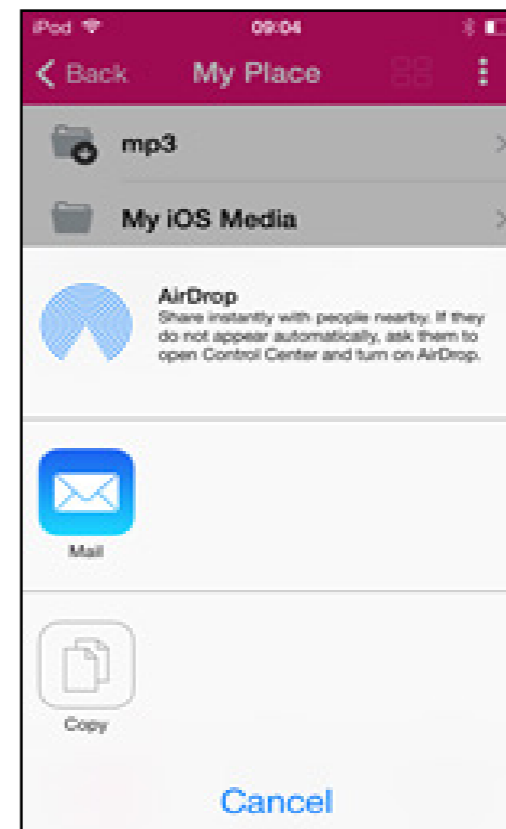 iPod 09:04
Back My Place
mp3
My iOS Media
AirDrop
Share instantly with people nearby. If they
do not appear automatically, ask them to
open Control Center and turn on AirDrop.
Mail
Copy
Cancel